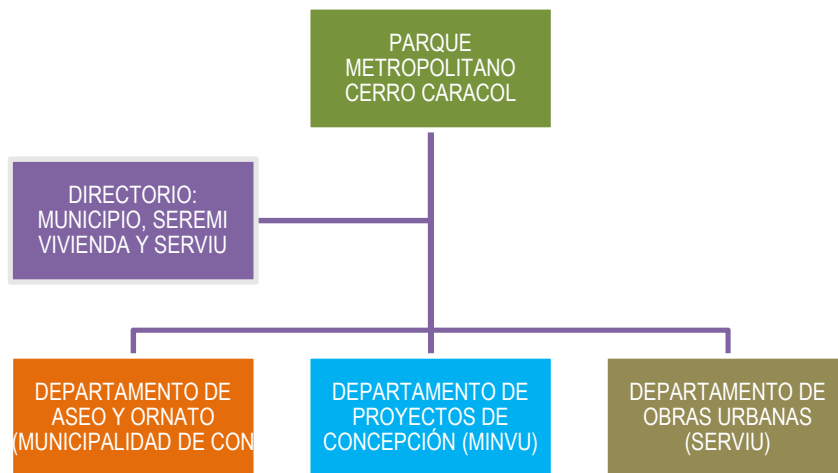 PARQUE
METROPOLITANO
CERRO CARACOL
DIRECTORIO:
MUNICIPIO, SEREMI
VIVIENDA Y SERVIU
DEPARTAMENTO DE
ASEO Y ORNATO
(MUNICIPALIDAD DE CON
DEPARTAMENTO DE
PROYECTOS DE
CONCEPCIÓN (MINVU)
DEPARTAMENTO DE
OBRAS URBANAS
(SERVIU)